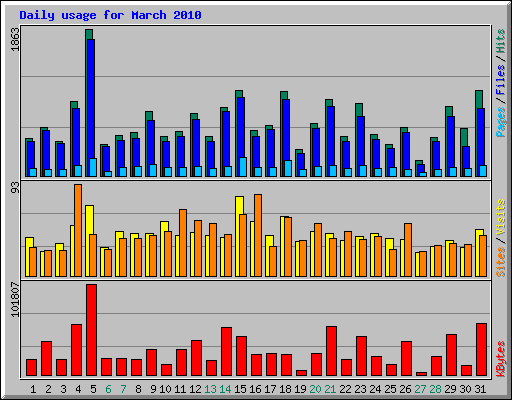 Daily usage for March 2010
1863
Pages / Files / Hits
93
Sites / Visits
101807
KBytes
1 2 3 4 5 6 7 8 9 10 11 12 13 14 15 16 17 18 19 20 21 22 23 24 25 26 27 28 29 30 31